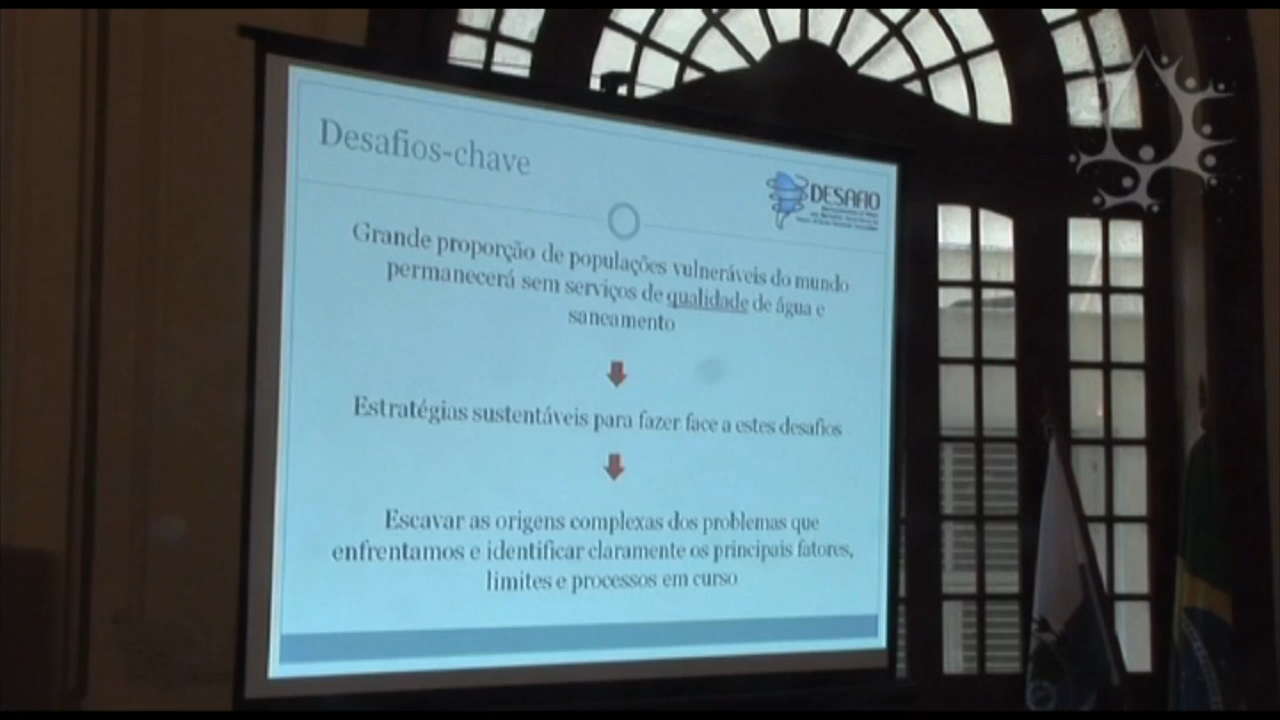 Desafios-chave
DESAFIO
Grande proporção de populações vulneráveis do mundo
permanecerá sem serviços de qualidade de água e
saneamento
Estratégias sustentáveis para fazer face a estes desafios
Escavar as origens complexas dos problemas que
enfrentamos e identificar claramente os principais fatores,
limites e processos em curso